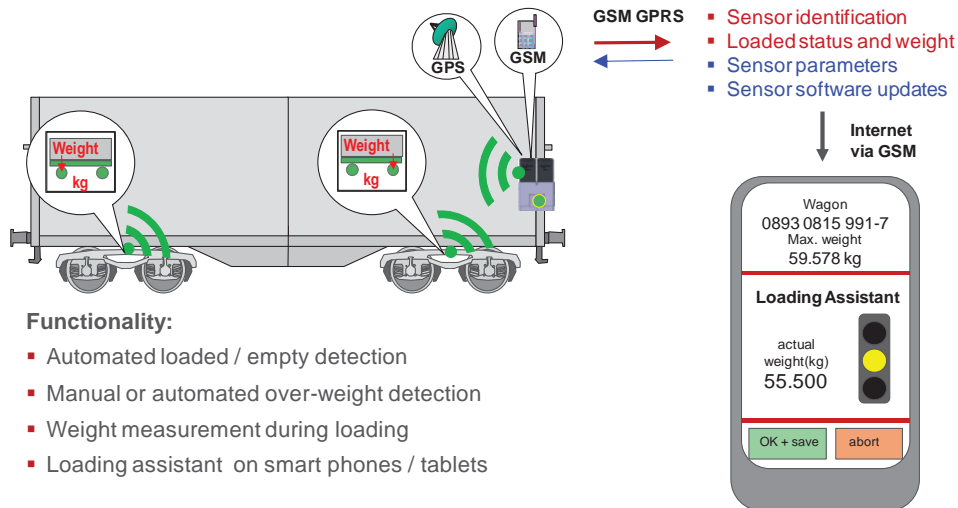 GSM GPRS
▪ Sensor identification
▪ Loaded status and weight
▪ Sensor parameters
▪ Sensor software updates
GPS
GSM
Internet
via GSM
Weight
kg
Weight
kg
Wagon
0893 0815 991-7
Max. weight
59.578 kg
Loading Assistant
actual
weight(kg)
55.500
OK + save
abort
Functionality:
▪ Automated loaded / empty detection
▪ Manual or automated over-weight detection
▪ Weight measurement during loading
▪ Loading assistant on smart phones / tablets